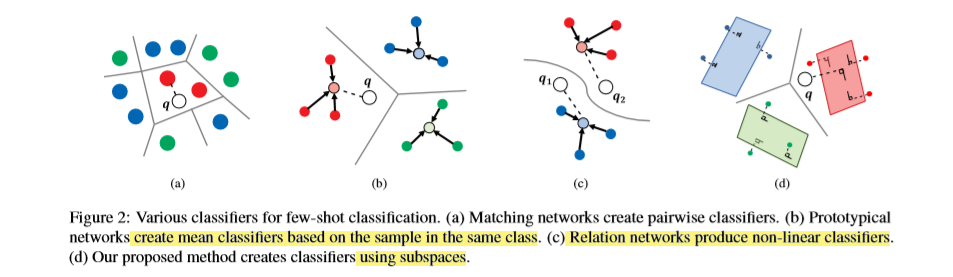 q
(a)
q
(b)
q1
q2
(c)
q
q
(d)
Figure 2: Various classifiers for few-shot classification. (a) Matching networks create pairwise classifiers. (b) Prototypical
networks create mean classifiers based on the sample in the same class. (c) Relation networks produce non-linear classifiers.
(d) Our proposed method creates classifiers using subspaces.